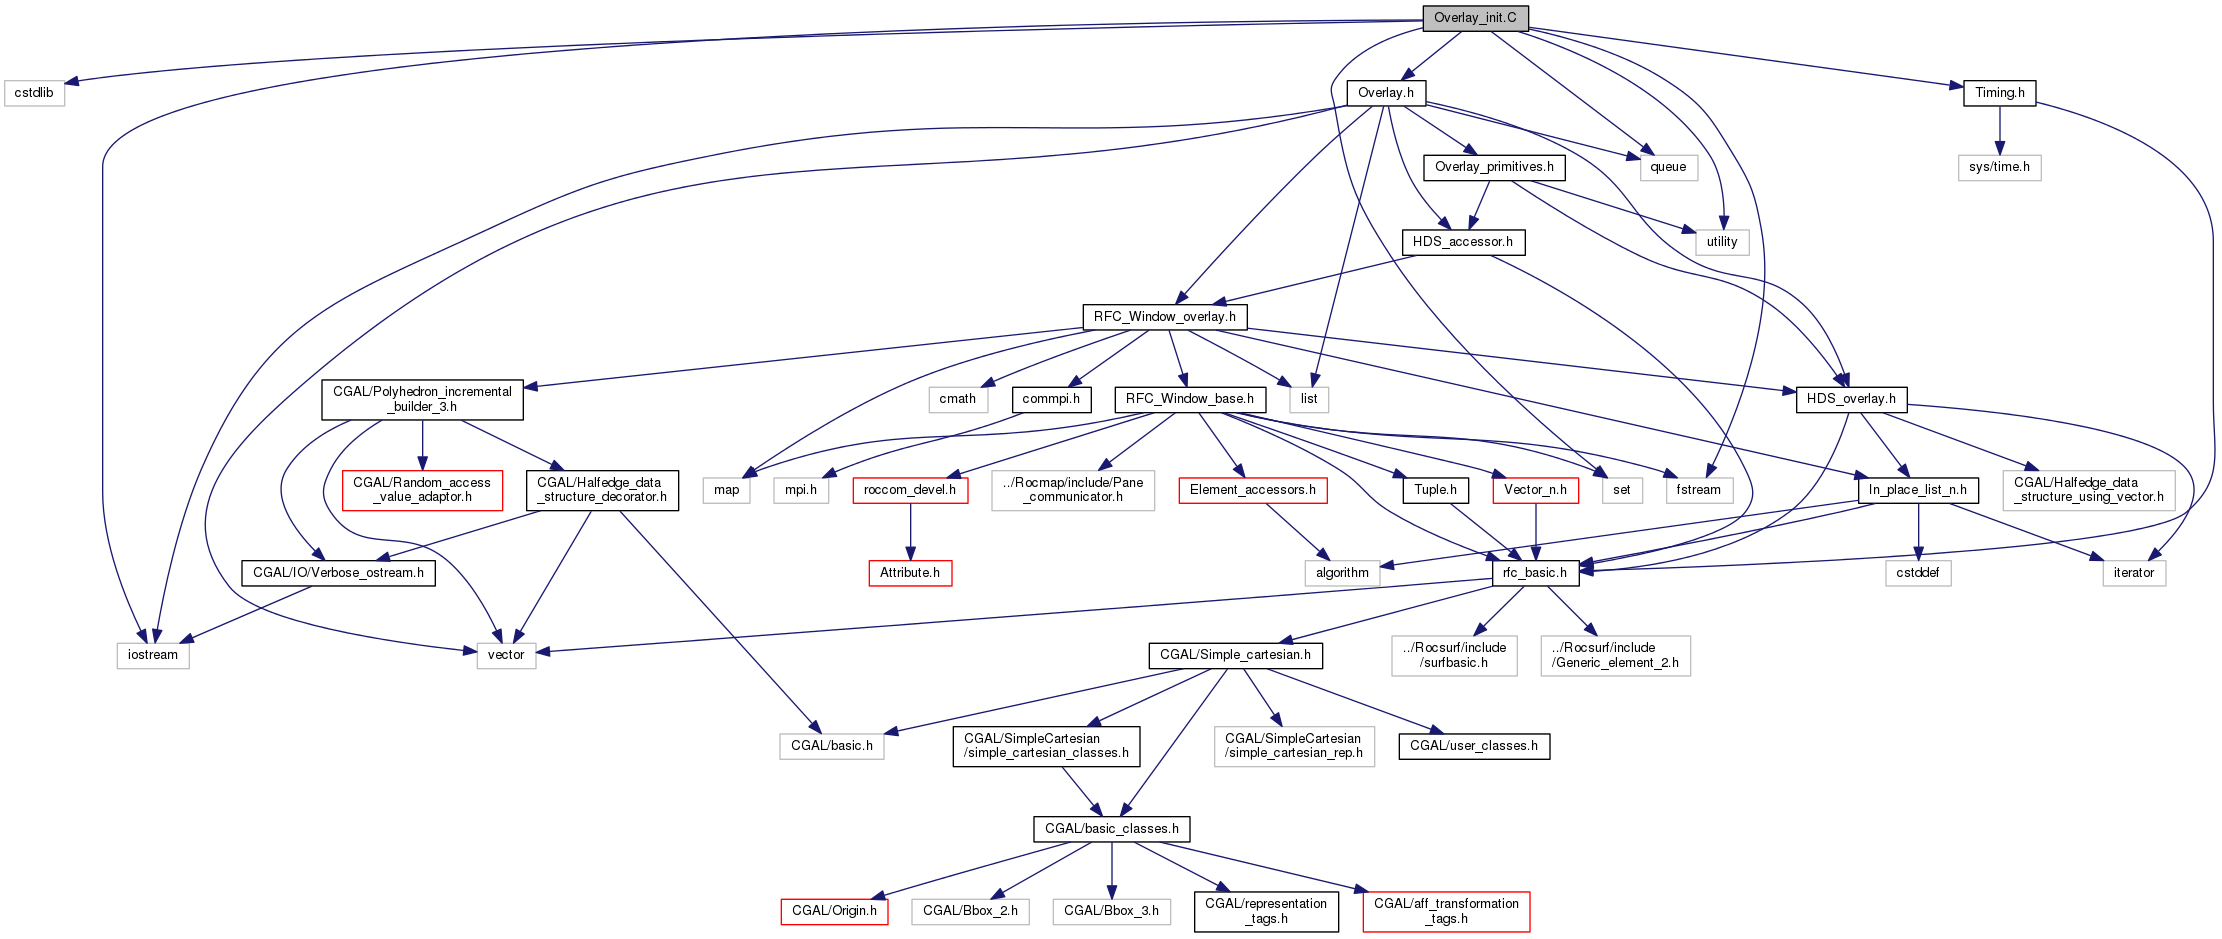 Overlay_init.C
cstdlib
Overlay.h
Timing.h
Overlay_primitives.h
queue
sys/time.h
HDS_accessor.h
utility
RFC_Window_overlay.h
CGAL/Polyhedron_incremental
_builder_3.h
cmath
commpi.h
RFC_Window_base.h
list
HDS_overlay.h
CGAL/Random_access
_value_adaptor.h
CGAL/Halfedge_data
_structure_decorator.h
map
mpi.h
roccom_devel.h
../Rocmap/include/Pane
_communicator.h
Element_accessors.h
Tuple.h
Vector_n.h
set
fstream
In_place_list_n.h
CGAL/Halfedge_data
_structure_using_vector.h
CGAL/IO/Verbose_ostream.h
Attribute.h
algorithm
rfc_basic.h
cstddef
iterator
iostream
vector
CGAL/Simple_cartesian.h
../Rocsurf/include
/surfbasic.h
../Rocsurf/include
/Generic_element_2.h
CGAL/basic.h
CGAL/SimpleCartesian
/simple_cartesian_classes.h
CGAL/SimpleCartesian
/simple_cartesian_rep.h
CGAL/user_classes.h
CGAL/basic_classes.h
CGAL/Origin.h
CGAL/Bbox_2.h
CGAL/Bbox_3.h
CGAL/representation
_tags.h
CGAL/aff_transformation
_tags.h